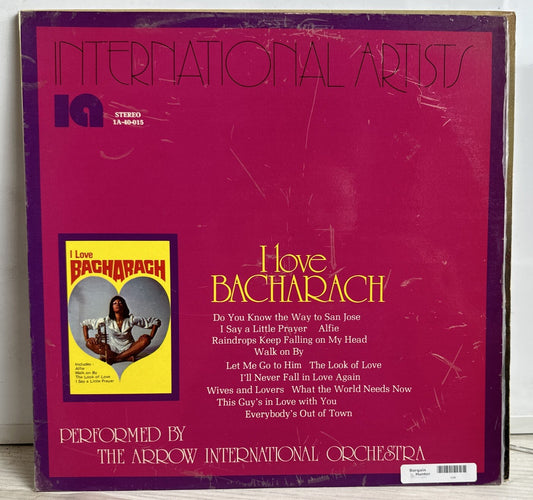 INTERNATIONAL ARTISTS
ia
STEREO
1A-40-015
I Love
BACHARACH
Includes:
Alfie
Walk on By
The Look of Love
I Say a Little Prayer
I love
BACHARACH
Do You Know the Way to San Jose
I Say a Little Prayer Alfie
Raindrops Keep Falling on My Head
Walk on By
Let Me Go to Him The Look of Love
I'll Never Fall in Love Again
Wives and Lovers What the World Needs Now
This Guy's in Love with You
Everybody's Out of Town
PERFORMED BY
THE ARROW INTERNATIONAL ORCHESTRA
Bargain
Hunter